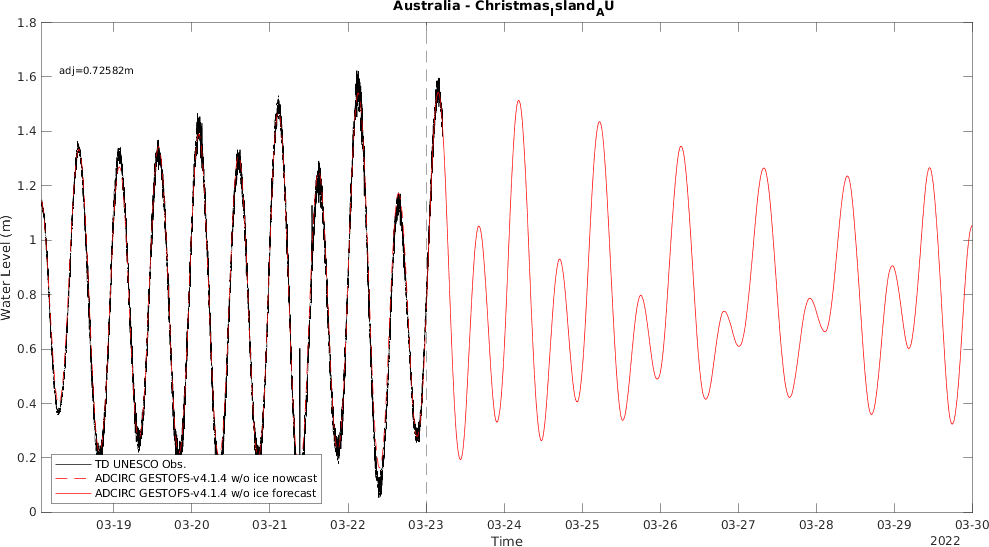 Australia - Christmas_Island_AU
1.8
1.6
1.4
1.2
1
0.8
0.6
0.4
0.2
0
Water Level (m)
adj=0.72582m
TD UNESCO Obs.
ADCIRC GESTOFS-v4.1.4 w/o ice nowcast
ADCIRC GESTOFS-v4.1.4 w/o ice forecast
03-19 03-20 03-21 03-22 03-23 03-24 03-25 03-26 03-27 03-28 03-29 03-30
Time
2022